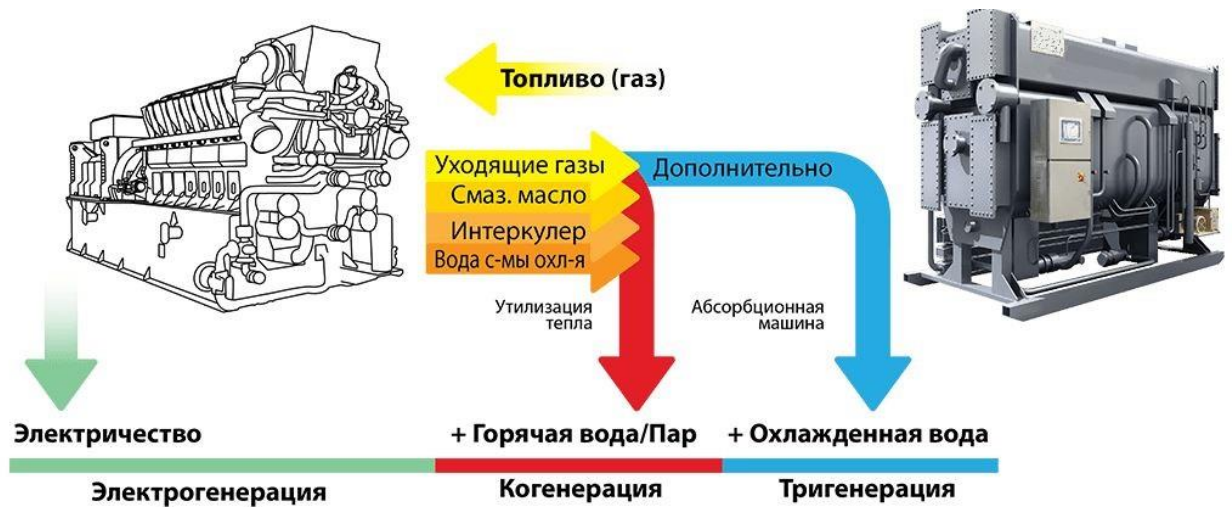 Топливо (газ)
Уходящие газы
Дополнительно
Смаз. масло
Интеркулер
Вода с-мы охл-я
Утилизация
тепла
Абсорбционная
машина
Электричество
+ Горячая вода/Пар
+ Охлажденная вода
Электрогенерация
Когенерация
Тригенерация